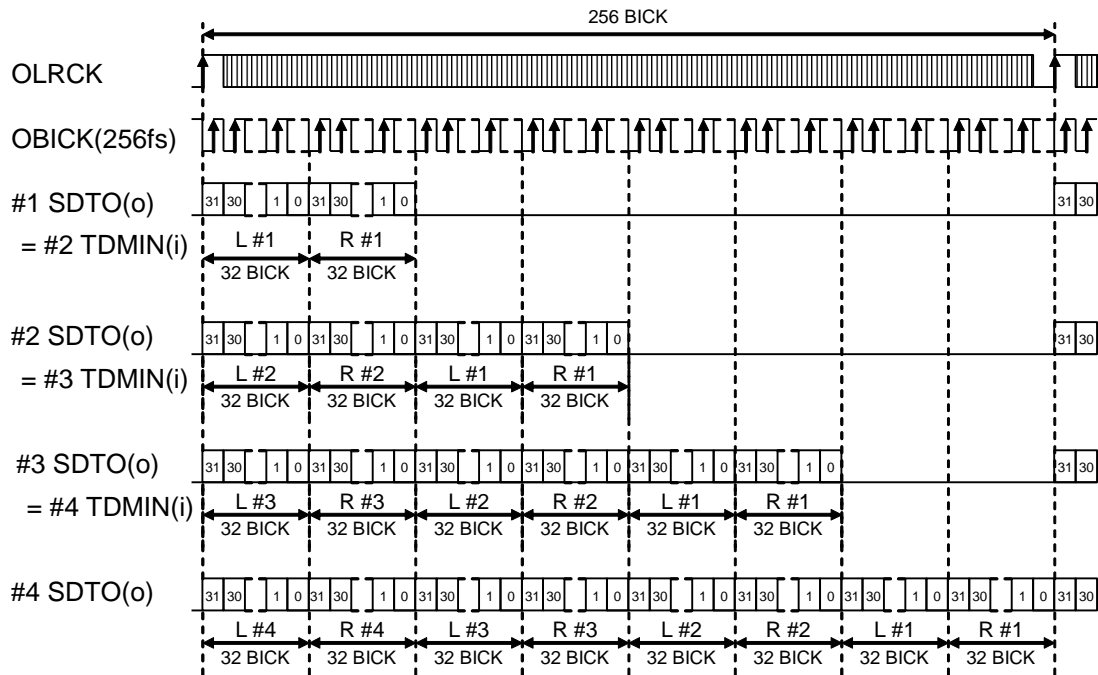 256 BICK
OLRCK
OBICK(256fs)
#1 SDTO(o) 31 30 1 0 31 30 1 0 31 30
= #2 TDMIN(i) L #1 R #1
32 BICK 32 BICK
#2 SDTO(o) 31 30 1 0 31 30 1 0 31 30 1 0 31 30 1 0 31 30
= #3 TDMIN(i) L #2 R #2 L #1 R #1
32 BICK 32 BICK 32 BICK 32 BICK
#3 SDTO(o) 31 30 1 0 31 30 1 0 31 30 1 0 31 30 1 0 31 30 1 0 31 30 1 0 31 30
= #4 TDMIN(i) L #3 R #3 L #2 R #2 L #1 R #1
32 BICK 32 BICK 32 BICK 32 BICK 32 BICK 32 BICK
#4 SDTO(o) 31 30 1 0 31 30 1 0 31 30 1 0 31 30 1 0 31 30 1 0 31 30 1 0 31 30 1 0 31 30 1 0 31 30
L #4 R #4 L #3 R #3 L #2 R #2 L #1 R #1
32 BICK 32 BICK 32 BICK 32 BICK 32 BICK 32 BICK 32 BICK 32 BICK